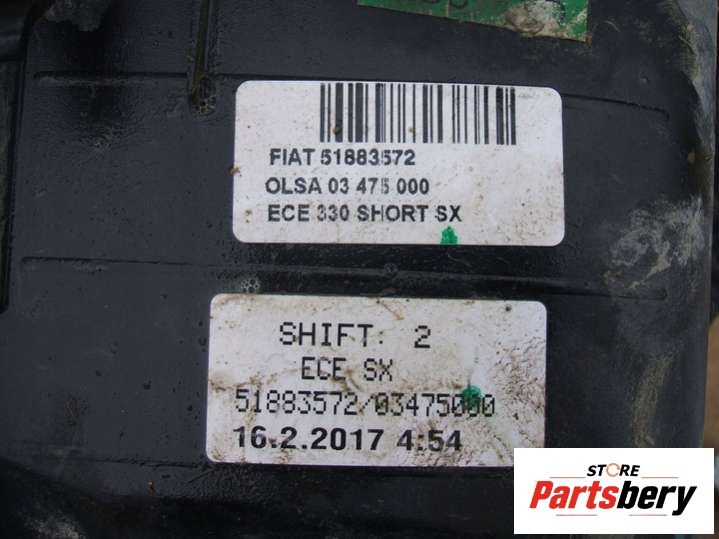 FIAT 51883572
OLSA 03 475 000
ECE 330 SHORT SX
SHIFT: 2
ECE SX
51883572/03475000
16.2.2017 4:54
STORE
Partsbery